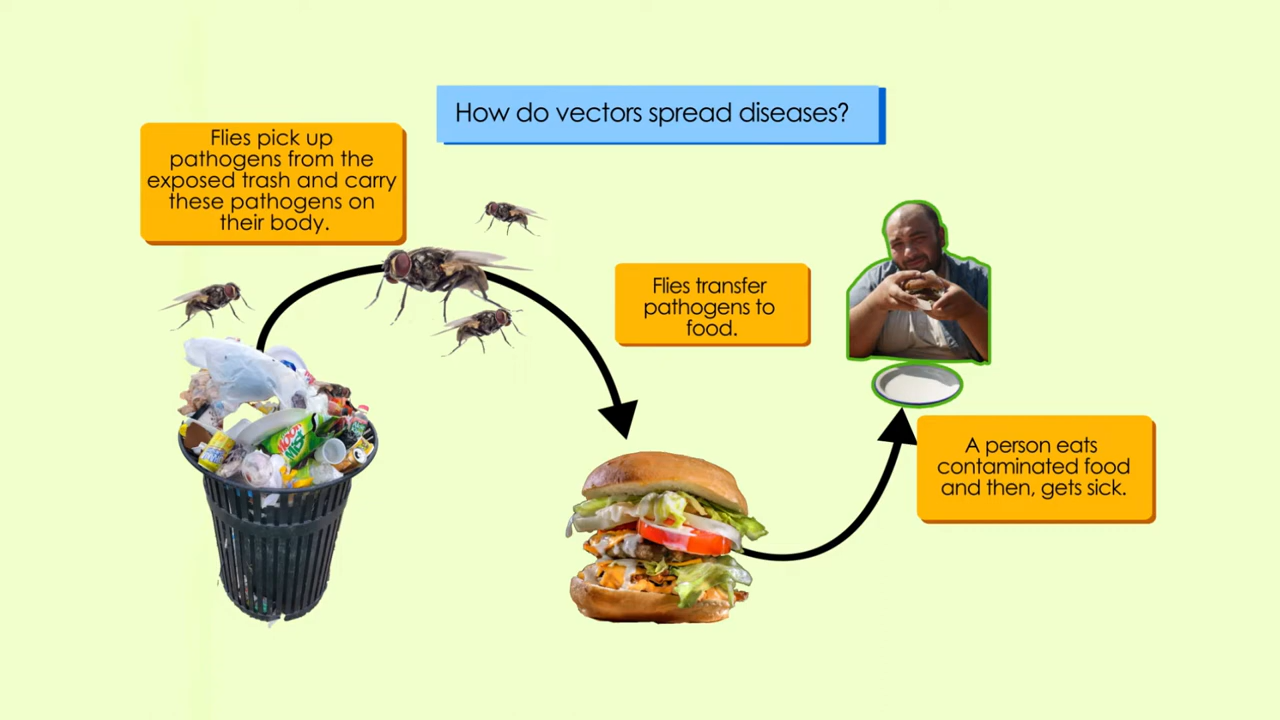 How do vectors spread diseases?
Flies pick up
pathogens from the
exposed trash and carry
these pathogens on
their body.
Flies transfer
pathogens to
food.
A person eats
contaminated food
and then, gets sick.